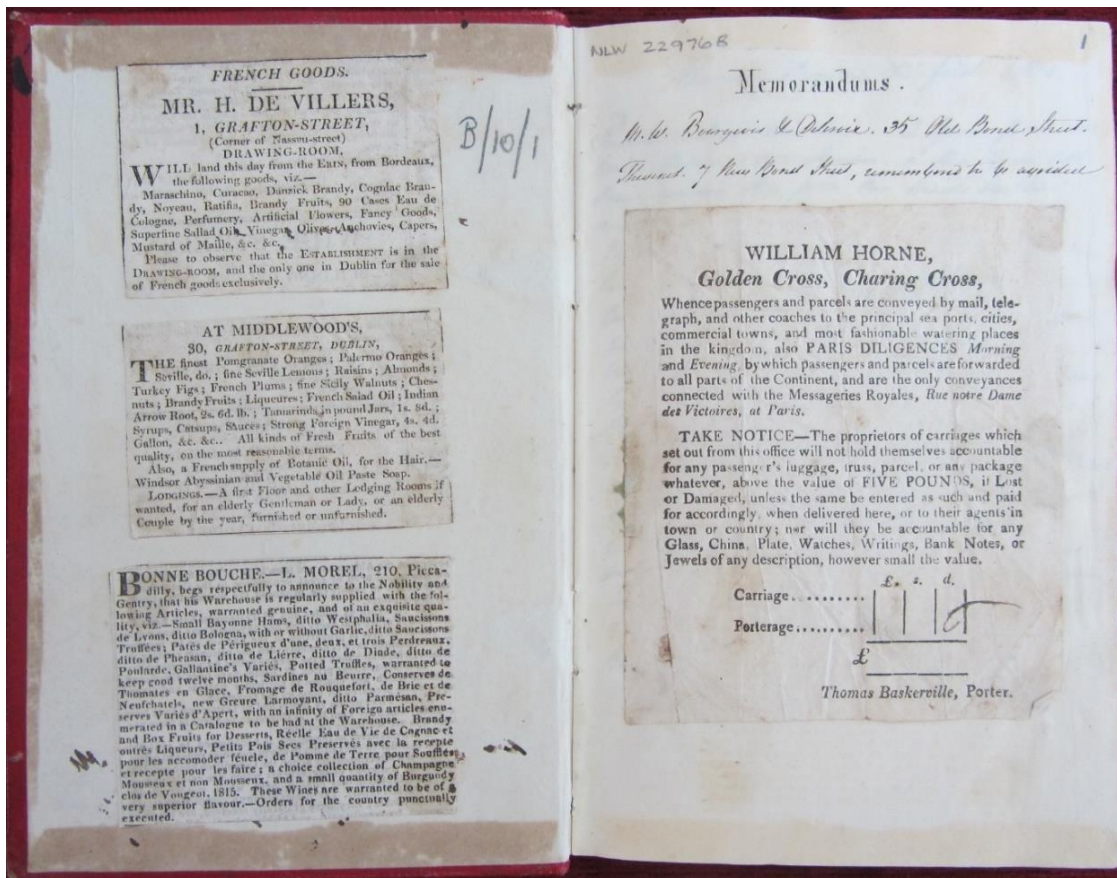 FRENCH GOODS.
MR. H. DE VILLERS,
1, GRAFTON-STREET,
(Corner of Nassau-street)
DRAWING-ROOM,
WILL land this day from the ERIN, from Bordeaux,
the following goods, viz.—
Maraschino, Curacao, Dantzick Brandy, Cogniac Bran-
dy, Noyeau, Ratifia, Brandy Fruits, 90 Cases Eau de
Cologne, Perfumery, Artificial Flowers, Fancy Goods,
Superfine Sallad Oil, Vinegar, Olives, Anchovies, Capers,
Mustard of Maille, &c. &c.
Please to observe that the ESTABLISHMENT is in the
DRAWING-ROOM, and the only one in Dublin for the sale
of French goods exclusively.
B/10/1
AT MIDDLEWOOD'S,
30, GRAFTON-STREET, DUBLIN,
THE finest Pomgranate Oranges; Palermo Oranges;
Seville, do.; fine Seville Lemons; Raisins; Almonds;
Turkey Figs; French Plums; fine Sicily Walnuts; Ches-
nuts; Brandy Fruits; Liqueures; French Salad Oil; Indian
Arrow Root, 2s. 6d. lb.; Tamarinds in pound Jars, 1s. 8d.;
Syrups, Catsups, Sauces; Strong Foreign Vinegar, 4s. 4d.
Gallon, &c. &c.. All kinds of Fresh Fruits of the best
quality, on the most reasonable terms.
Also, a French supply of Botanic Oil, for the Hair.—
Windsor Abyssinian and Vegetable Oil Paste Soap.
LODGINGS.—A first Floor and other Lodging Rooms if
wanted, for an elderly Gentleman or Lady, or an elderly
Couple by the year, furnished or unfurnished.
BONNE BOUCHE.—L. MOREL, 210, Picca-
dilly, begs respectfully to announce to the Nobility and
Gentry, that his Warehouse is regularly supplied with the fol-
lowing Articles, warranted genuine, and of an exquisite qua-
lity, viz.—Small Bayonne Hams, ditto Westphalia, Saucissons
de Lyons, ditto Bologna, with or without Garlic, ditto Saucissons
Truffées; Patés de Périgueux d'une, deux, et trois Perdreaux,
ditto de Pheasan, ditto de Liérre, ditto de Diade, ditto de
Poularde, Gallantine's Variés, Potted Truffles, warranted to
keep good twelve months, Sardines au Beurre, Conserves de
Thomates en Glace, Fromage de Rouquefort, de Brie et de
Neufchatels, new Greure Larmoyant, ditto Parmésan, Pre-
serves Variés d'Apert, with an infinity of Foreign articles enu-
merated in a Catalogue to be had at the Warehouse. Brandy
and Box Fruits for Desserts, Réelle Eau de Vie de Cognac et
outrés Liqueurs, Petits Pois Secs Preservés avec la recepte
pour les accomoder fécule, de Pomme de Terre pour Soufflées,
et recepte pour les faire; a choice collection of Champagne
Mousseux et non Mousseux, and a small quantity of Burgundy
clos de Vougeot, 1815. These Wines are warranted to be of a
very superior flavour.—Orders for the country punctually
executed.
NLW 22976B
1
Memorandums.
35 Old Bond Street.
7 New Bond Street, remembered to be avoided
WILLIAM HORNE,
Golden Cross, Charing Cross,
Whence passengers and parcels are conveyed by mail, tele-
graph, and other coaches to the principal sea ports, cities,
commercial towns, and most fashionable watering places
in the kingdom, also PARIS DILIGENCES Morning
and Evening, by which passengers and parcels are forwarded
to all parts of the Continent, and are the only conveyances
connected with the Messageries Royales, Rue notre Dame
des Victoires, at Paris.
TAKE NOTICE—The proprietors of carriages which
set out from this office will not hold themselves accountable
for any passenger's luggage, truss, parcel, or any package
whatever, above the value of FIVE POUNDS, if Lost
or Damaged, unless the same be entered as such and paid
for accordingly, when delivered here, or to their agents in
town or country; nor will they be accountable for any
Glass, China, Plate, Watches, Writings, Bank Notes, or
Jewels of any description, however small the value.
£. s. d.
Carriage..........
Porterage..........
£
Thomas Baskerville, Porter.